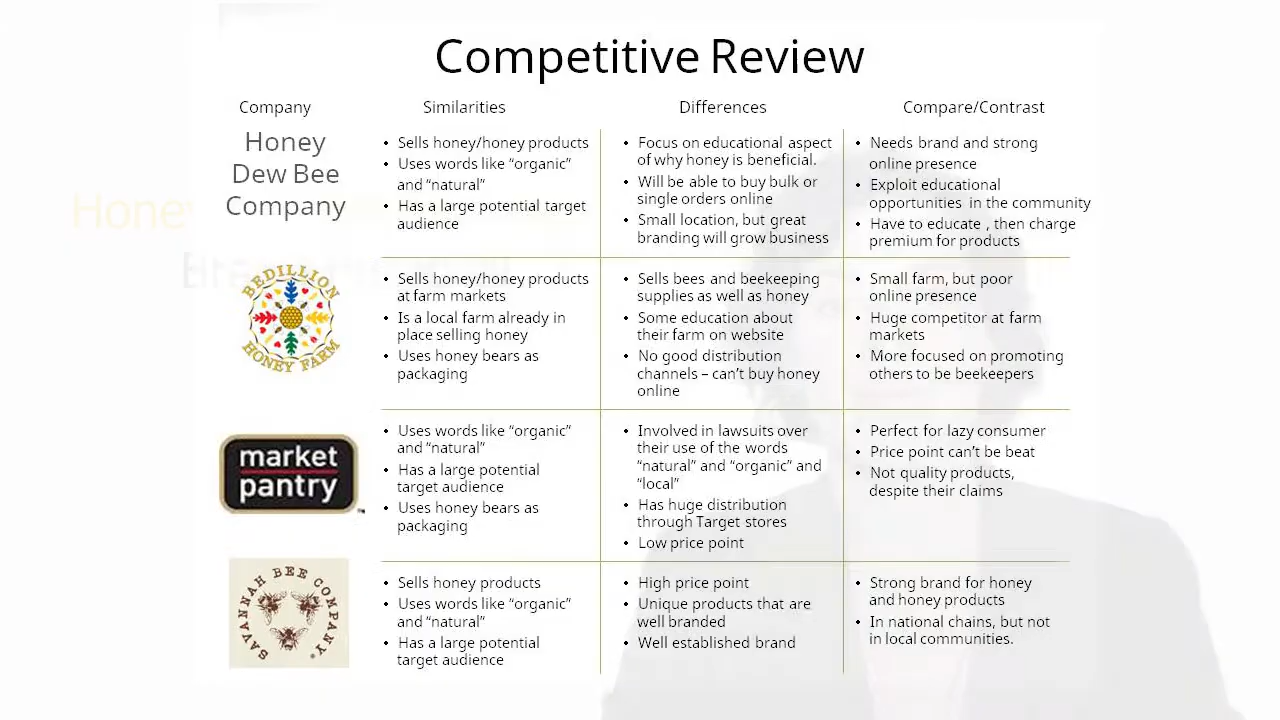 Competitive Review
Company
Similarities
Differences
Compare/Contrast
Honey
Dew Bee
Company
• Sells honey/honey products
• Uses words like “organic”
and “natural”
• Has a large potential target
audience
• Focus on educational aspect
of why honey is beneficial.
• Will be able to buy bulk or
single orders online
• Small location, but great
branding will grow business
• Needs brand and strong
online presence
• Exploit educational
opportunities in the community
• Have to educate , then charge
premium for products
BEDILLION
HONEY FARM
• Sells honey/honey products
at farm markets
• Is a local farm already in
place selling honey
• Uses honey bears as
packaging
• Sells bees and beekeeping
supplies as well as honey
• Some education about
their farm on website
• No good distribution
channels – can’t buy honey
online
• Small farm, but poor
online presence
• Huge competitor at farm
markets
• More focused on promoting
others to be beekeepers
market
pantry
• Uses words like “organic”
and “natural”
• Has a large potential
target audience
• Uses honey bears as
packaging
• Involved in lawsuits over
their use of the words
“natural” and “organic” and
“local”
• Has huge distribution
through Target stores
• Low price point
• Perfect for lazy consumer
• Price point can’t be beat
• Not quality products,
despite their claims
SAVANNAH BEE COMPANY
• Sells honey products
• Uses words like “organic”
and “natural”
• Has a large potential
target audience
• High price point
• Unique products that are
well branded
• Well established brand
• Strong brand for honey
and honey products
• In national chains, but not
in local communities.
Honey